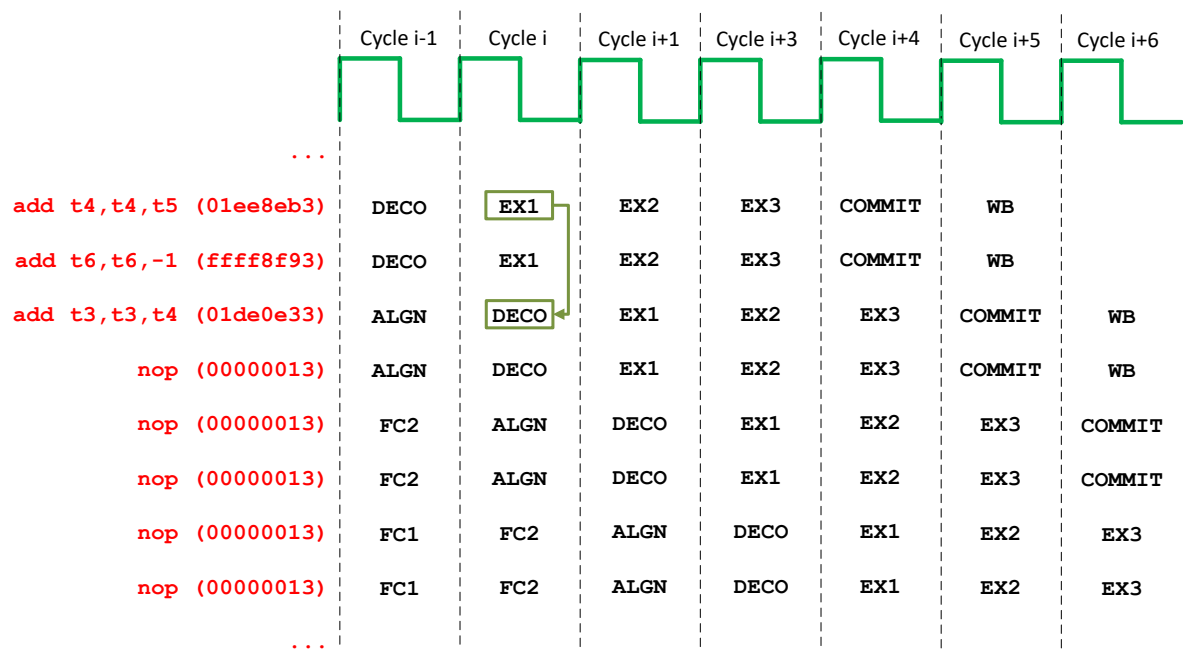 Cycle i-1 Cycle i Cycle i+1 Cycle i+3 Cycle i+4 Cycle i+5 Cycle i+6
...
add t4,t4,t5 (01ee8eb3) DECO EX1 EX2 EX3 COMMIT WB
add t6,t6,-1 (ffff8f93) DECO EX1 EX2 EX3 COMMIT WB
add t3,t3,t4 (01de0e33) ALGN DECO EX1 EX2 EX3 COMMIT WB
nop (00000013) ALGN DECO EX1 EX2 EX3 COMMIT WB
nop (00000013) FC2 ALGN DECO EX1 EX2 EX3 COMMIT
nop (00000013) FC2 ALGN DECO EX1 EX2 EX3 COMMIT
nop (00000013) FC1 FC2 ALGN DECO EX1 EX2 EX3
nop (00000013) FC1 FC2 ALGN DECO EX1 EX2 EX3
...